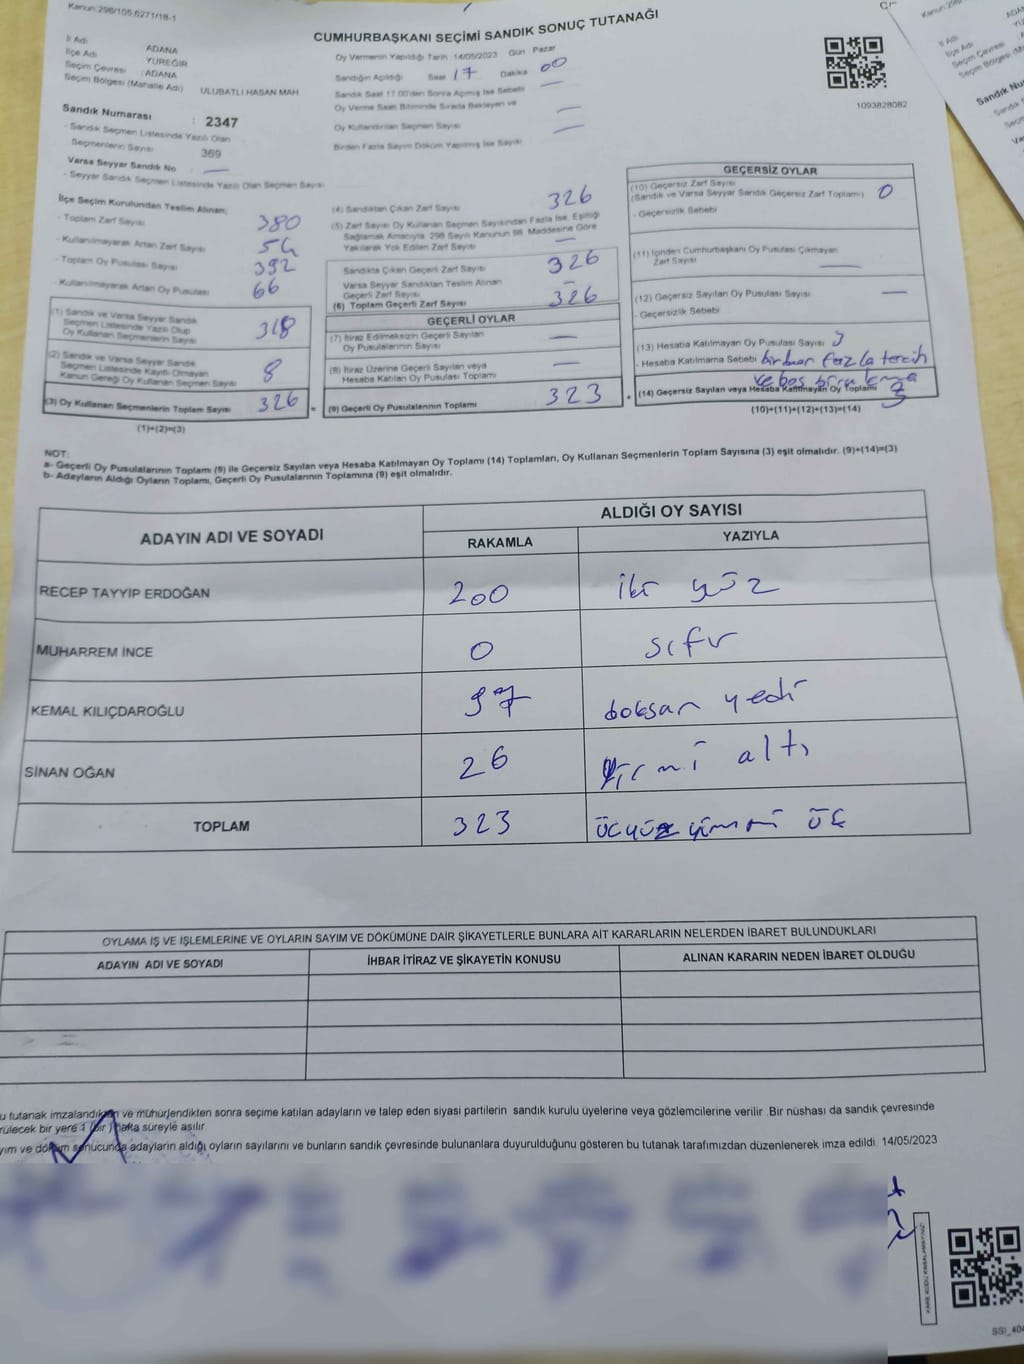 Kanun:298/105-6271/18-1
CUMHURBAŞKANI SEÇİMİ SANDIK SONUÇ TUTANAĞI
İl Adı : ADANA
İlçe Adı : YÜREĞİR
Seçim Çevresi : ADANA
Seçim Bölgesi (Mahalle Adı) ULUBATLI HASAN MAH
Sandık Numarası : 2347
- Sandık Seçmen Listesinde Yazılı Olan
Seçmenlerin Sayısı 369
Varsa Seyyar Sandık No : —
- Seyyar Sandık Seçmen Listesinde Yazılı Olan Seçmen Sayısı
Oy Vermenin Yapıldığı Tarih :14/05/2023 Gün Pazar
Sandığın Açıldığı Saat 17 Dakika 00
Sandık Saat 17:00'den Sonra Açılmış İse Sebebi —
Oy Verme Saati Bitiminde Sırada Bekleyen ve
Oy Kullandırılan Seçmen Sayısı —
Birden Fazla Sayım Döküm Yapılmış İse Sayısı —
1093828082
İlçe Seçim Kurulundan Teslim Alınan;
- Toplam Zarf Sayısı 380
- Kullanılmayarak Artan Zarf Sayısı 54
- Toplam Oy Pusulası Sayısı 392
- Kullanılmayarak Artan Oy Pusulası 66
(1) Sandık ve Varsa Seyyar Sandık
Seçmen Listesinde Yazılı Olup
Oy Kullanan Seçmenlerin Sayısı 318
(2) Sandık ve Varsa Seyyar Sandık
Seçmen Listesinde Kayıtlı Olmayan
Kanun Gereği Oy Kullanan Seçmen Sayısı 8
(3) Oy Kullanan Seçmenlerin Toplam Sayısı 326
(1)+(2)=(3)
(4) Sandıktan Çıkan Zarf Sayısı 326
(5) Zarf Sayısı Oy Kullanan Seçmen Sayısından Fazla İse, Eşitliği
Sağlamak Amacıyla, 298 Sayılı Kanunun 98. Maddesine Göre
Yakılarak Yok Edilen Zarf Sayısı —
Sandıkta Çıkan Geçerli Zarf Sayısı 326
Varsa Seyyar Sandıktan Teslim Alınan
Geçerli Zarf Sayısı —
(6) Toplam Geçerli Zarf Sayısı 326
GEÇERLİ OYLAR
(7) İtiraz Edilmeksizin Geçerli Sayılan
Oy Pusulalarının Sayısı —
(8) İtiraz Üzerine Geçerli Sayılan veya
Hesaba Katılan Oy Pusulası Toplamı —
= (9) Geçerli Oy Pusulalarının Toplamı 323 +
GEÇERSİZ OYLAR
(10) Geçersiz Zarf Sayısı
(Sandık ve Varsa Seyyar Sandık Geçersiz Zarf Toplamı) 0
- Geçersizlik Sebebi
(11) İçinden Cumhurbaşkanı Oy Pusulası Çıkmayan
Zarf Sayısı —
(12) Geçersiz Sayılan Oy Pusulası Sayısı —
- Geçersizlik Sebebi
(13) Hesaba Katılmayan Oy Pusulası Sayısı 3
- Hesaba Katılmama Sebebi birden fazla tercih
ve boş bırakma
(14) Geçersiz Sayılan veya Hesaba Katılmayan Oy Toplamı 3
(10)+(11)+(12)+(13)=(14)
NOT:
a- Geçerli Oy Pusulalarının Toplamı (9) ile Geçersiz Sayılan veya Hesaba Katılmayan Oy Toplamı (14) Toplamları, Oy Kullanan Seçmenlerin Toplam Sayısına (3) eşit olmalıdır. (9)+(14)=(3)
b- Adayların Aldığı Oyların Toplamı, Geçerli Oy Pusulalarının Toplamına (9) eşit olmalıdır.
ADAYIN ADI VE SOYADI ALDIĞI OY SAYISI
RAKAMLA YAZIYLA
RECEP TAYYİP ERDOĞAN 200 iki yüz
MUHARREM İNCE 0 sıfır
KEMAL KILIÇDAROĞLU 97 doksan yedi
SİNAN OĞAN 26 yirmi altı
TOPLAM 323 üçyüz yirmi üç
OYLAMA İŞ VE İŞLEMLERİNE VE OYLARIN SAYIM VE DÖKÜMÜNE DAİR ŞİKAYETLERLE BUNLARA AİT KARARLARIN NELERDEN İBARET BULUNDUKLARI
ADAYIN ADI VE SOYADI İHBAR İTİRAZ VE ŞİKAYETİN KONUSU ALINAN KARARIN NEDEN İBARET OLDUĞU
u tutanak imzalandıktan ve mühürlendikten sonra seçime katılan adayların ve talep eden siyasi partilerin sandık kurulu üyelerine veya gözlemcilerine verilir. Bir nüshası da sandık çevresinde
rülecek bir yere 1 (bir ) hafta süreyle asılır.
yım ve döküm sonucunda adayların aldığı oyların sayılarını ve bunların sandık çevresinde bulunanlara duyurulduğunu gösteren bu tutanak tarafımızdan düzenlenerek imza edildi. 14/05/2023